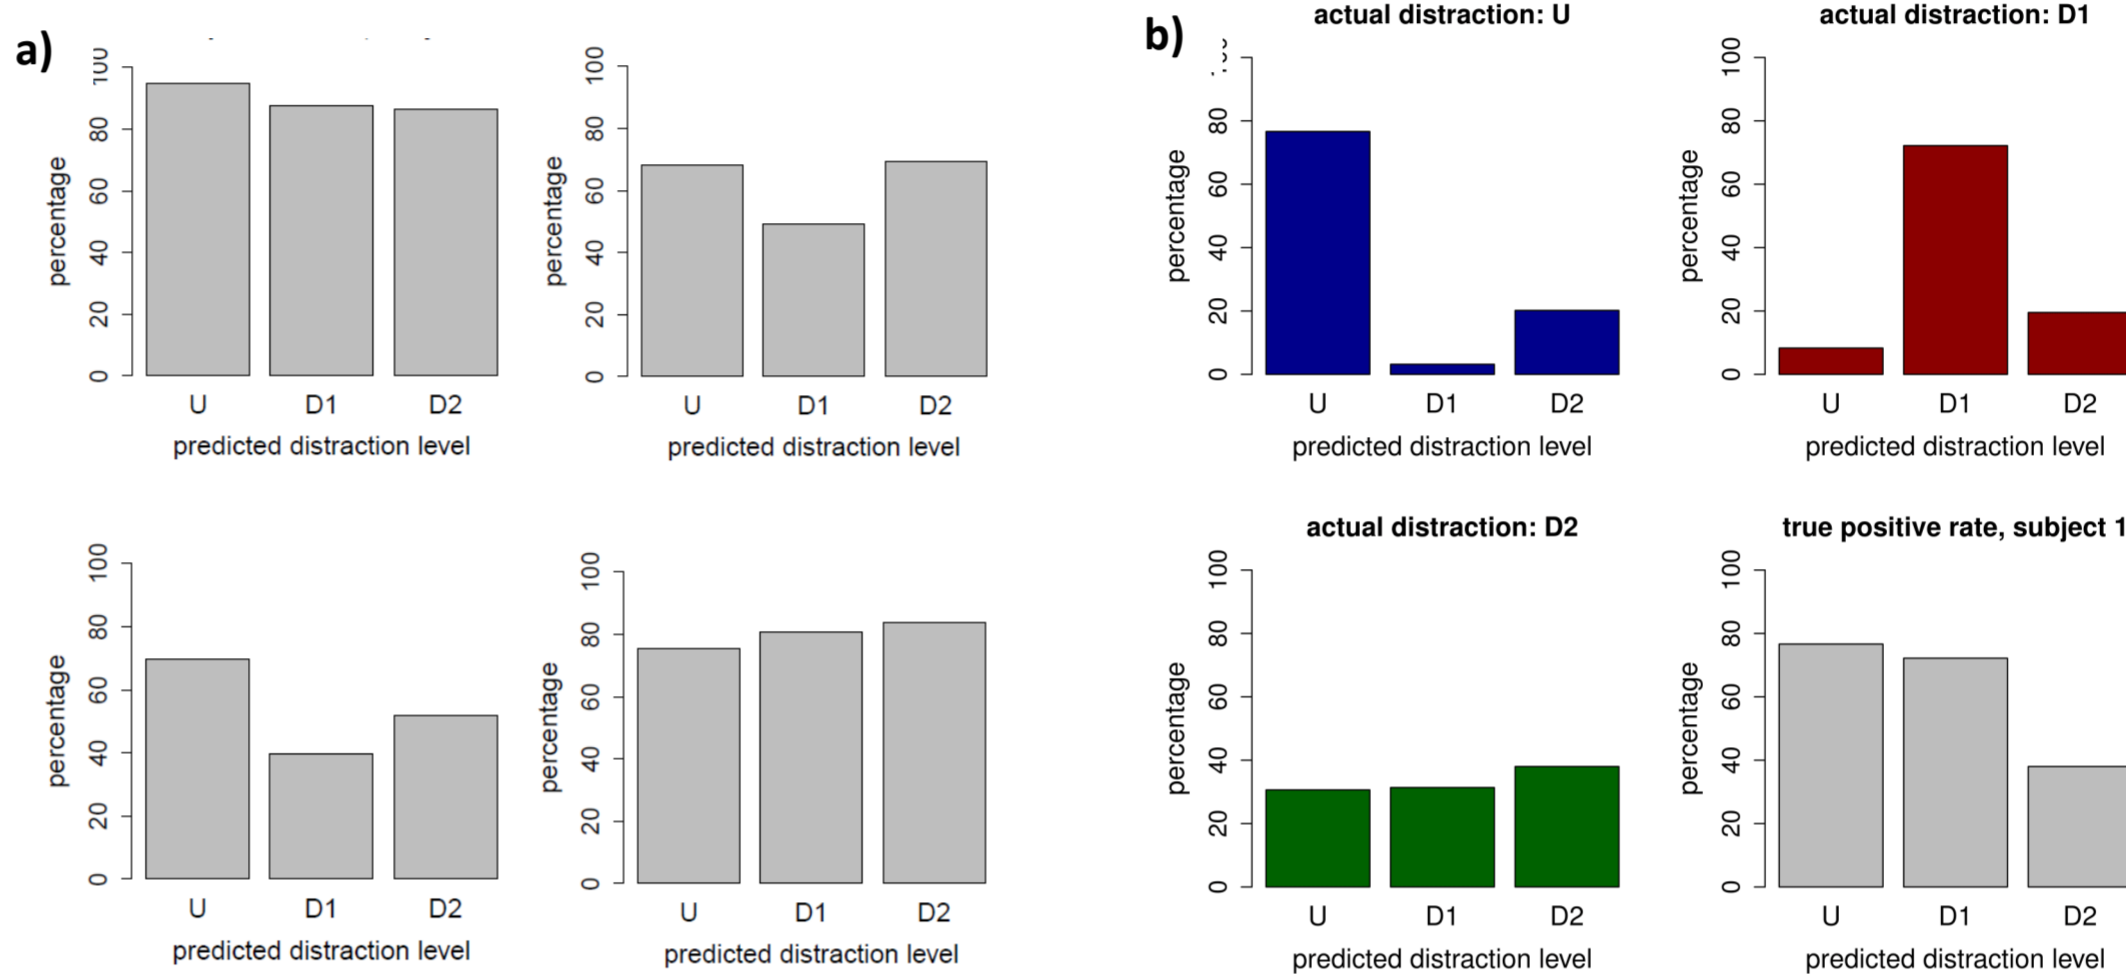 a)
100
80
60
40
20
0
percentage
U D1 D2
predicted distraction level
100
80
60
40
20
0
percentage
U D1 D2
predicted distraction level
100
80
60
40
20
0
percentage
U D1 D2
predicted distraction level
100
80
60
40
20
0
percentage
U D1 D2
predicted distraction level
b)
actual distraction: U
80
60
40
20
0
percentage
U D1 D2
predicted distraction level
actual distraction: D1
100
80
60
40
20
0
percentage
U D1 D2
predicted distraction level
actual distraction: D2
100
80
60
40
20
0
percentage
U D1 D2
predicted distraction level
true positive rate, subject 1
100
80
60
40
20
0
percentage
U D1 D2
predicted distraction level